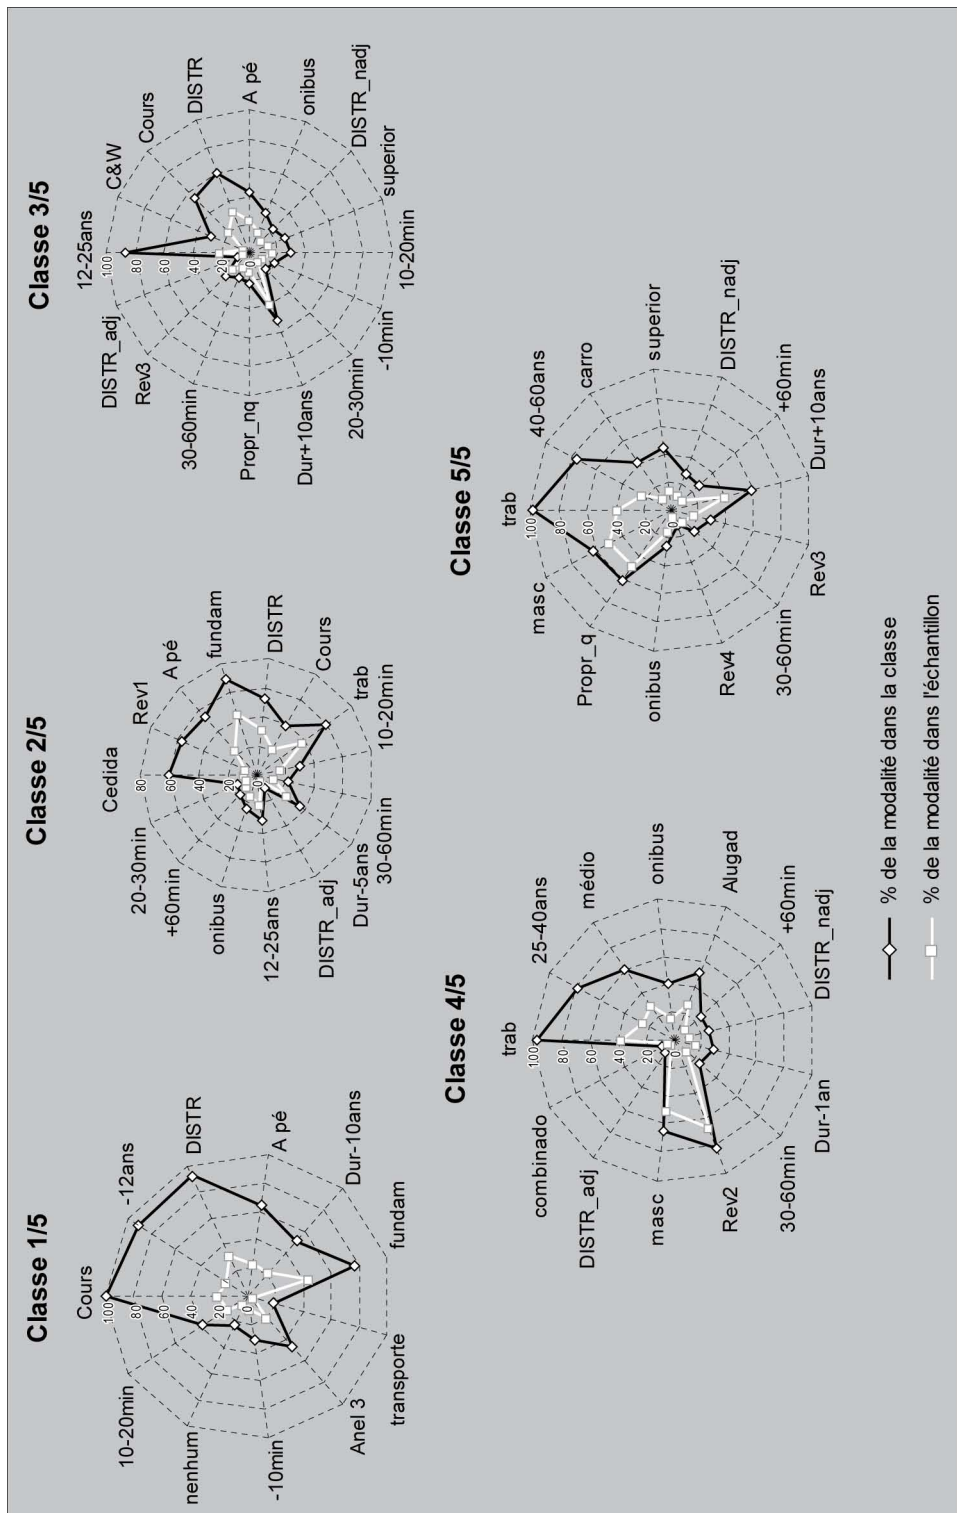 Classe 1/5
Cours
-12ans
DISTR
A pé
Dur-10ans
fundam
transporte
Anel 3
-10min
nenhum
10-20min
100
80
60
40
20
0
Classe 2/5
Cedida
Rev1
A pé
fundam
DISTR
Cours
trab
10-20min
30-60min
Dur-5ans
DISTR_adj
12-25ans
onibus
+60min
20-30min
80
60
40
20
0
Classe 3/5
12-25ans
C&W
Cours
DISTR
A pé
onibus
DISTR_nadj
superior
10-20min
-10min
20-30min
Dur+10ans
Propr_nq
30-60min
Rev3
DISTR_adj
100
80
60
40
20
0
Classe 4/5
trab
25-40ans
médio
onibus
Alugad
+60min
DISTR_nadj
Dur-1an
30-60min
Rev2
masc
DISTR_adj
combinado
100
80
60
40
20
0
Classe 5/5
trab
40-60ans
carro
superior
DISTR_nadj
+60min
Dur+10ans
Rev3
30-60min
Rev4
onibus
Propr_q
masc
100
80
60
40
20
0
% de la modalité dans la classe
% de la modalité dans l'échantillon